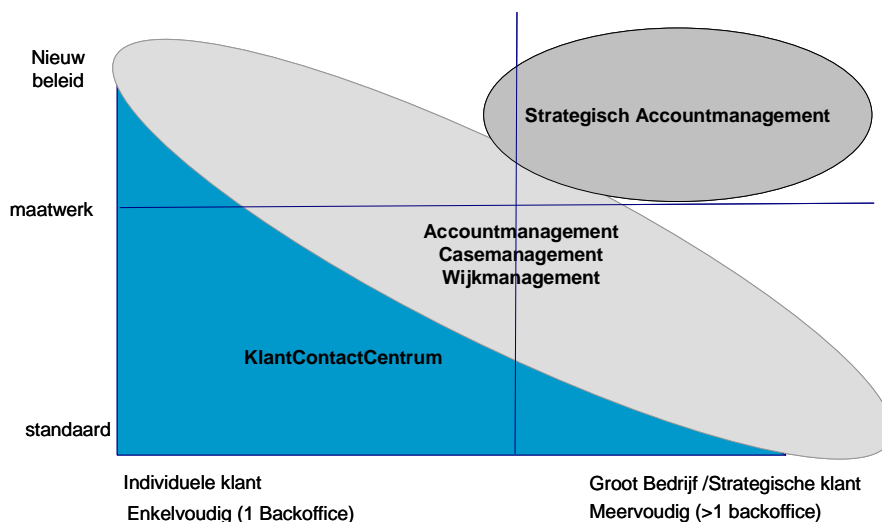 Nieuw
beleid
Strategisch Accountmanagement
maatwerk
Accountmanagement
Casemanagement
Wijkmanagement
KlantContactCentrum
standaard
Individuele klant
Enkelvoudig (1 Backoffice)
Groot Bedrijf /Strategische klant
Meervoudig (>1 backoffice)